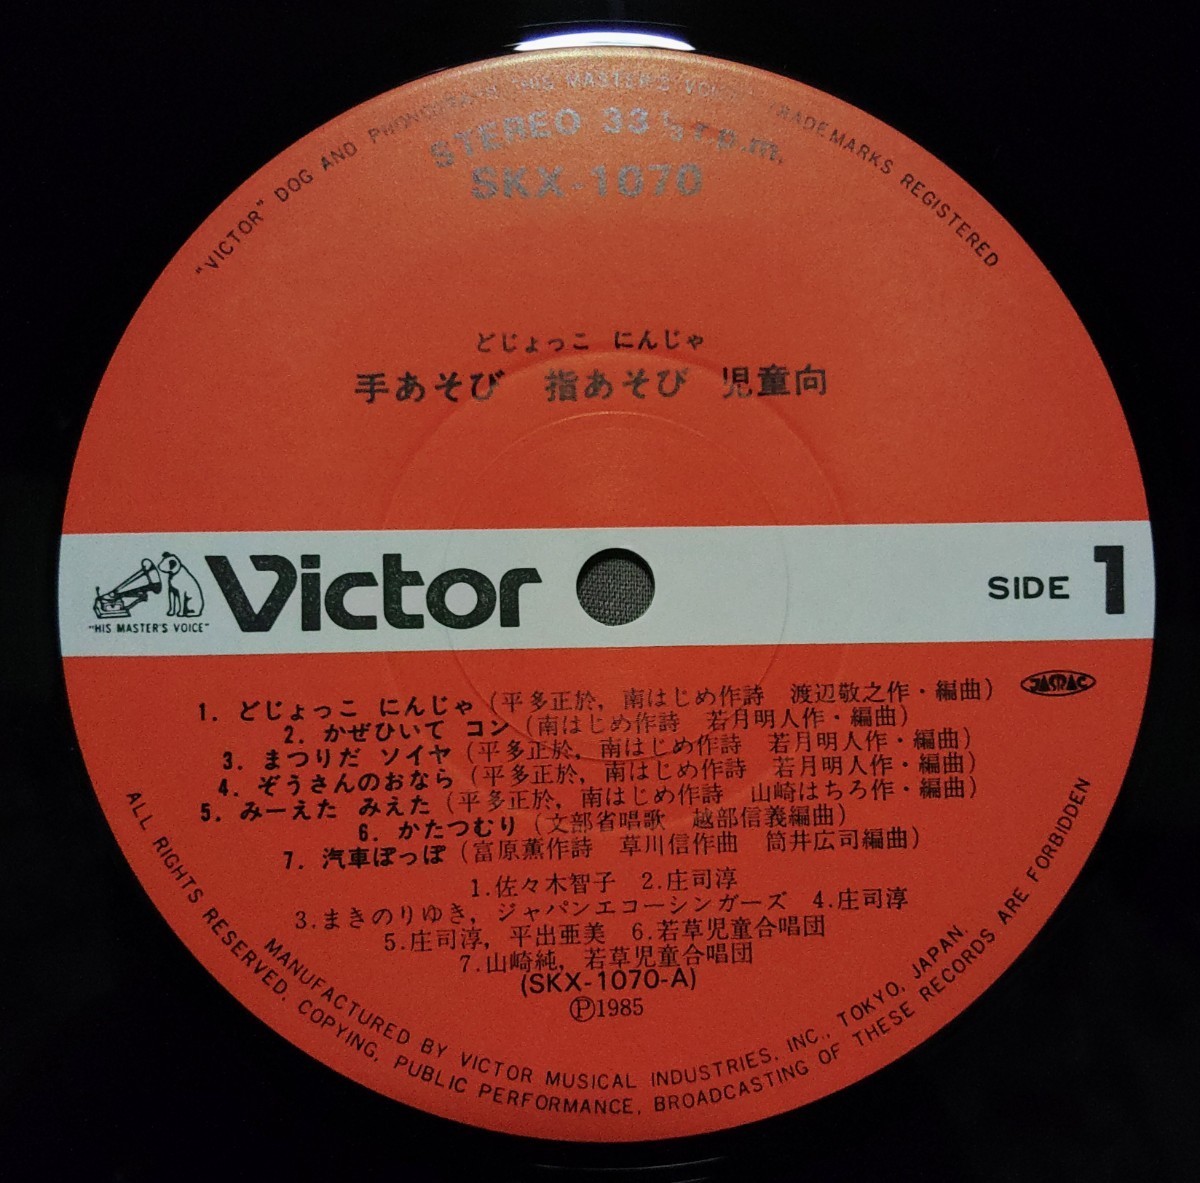 "VICTOR" DOG AND PHONOGRAPH "HIS MASTER'S VOICE" TRADEMARKS REGISTERED
STEREO 33 1/3 r.p.m.
SKX-1070
どじょっこ にんじゃ
手あそび 指あそび 児童向
"HIS MASTER'S VOICE"
Victor
SIDE 1
JASRAC
1. どじょっこ にんじゃ (平多正於, 南はじめ作詩 渡辺敬之作・編曲)
2. かぜひいて コン (南はじめ作詩 若月明人作・編曲)
3. まつりだ ソイヤ (平多正於, 南はじめ作詩 若月明人作・編曲)
4. ぞうさんのおなら (平多正於, 南はじめ作詩 若月明人作・編曲)
5. みーえた みえた (平多正於, 南はじめ作詩 山崎はちろ作・編曲)
6. かたつむり (文部省唱歌 越部信義編曲)
7. 汽車ぽっぽ (富原薫作詩 草川信作曲 筒井広司編曲)
1.佐々木智子 2.庄司淳
3.まきのりゆき, ジャパンエコーシンガーズ 4.庄司淳
5.庄司淳, 平出亜美 6.若草児童合唱団
7.山崎純, 若草児童合唱団
(SKX-1070-A)
Ⓟ1985
MANUFACTURED BY VICTOR MUSICAL INDUSTRIES, INC., TOKYO, JAPAN.
ALL RIGHTS RESERVED. COPYING, PUBLIC PERFORMANCE, BROADCASTING OF THESE RECORDS ARE FORBIDDEN